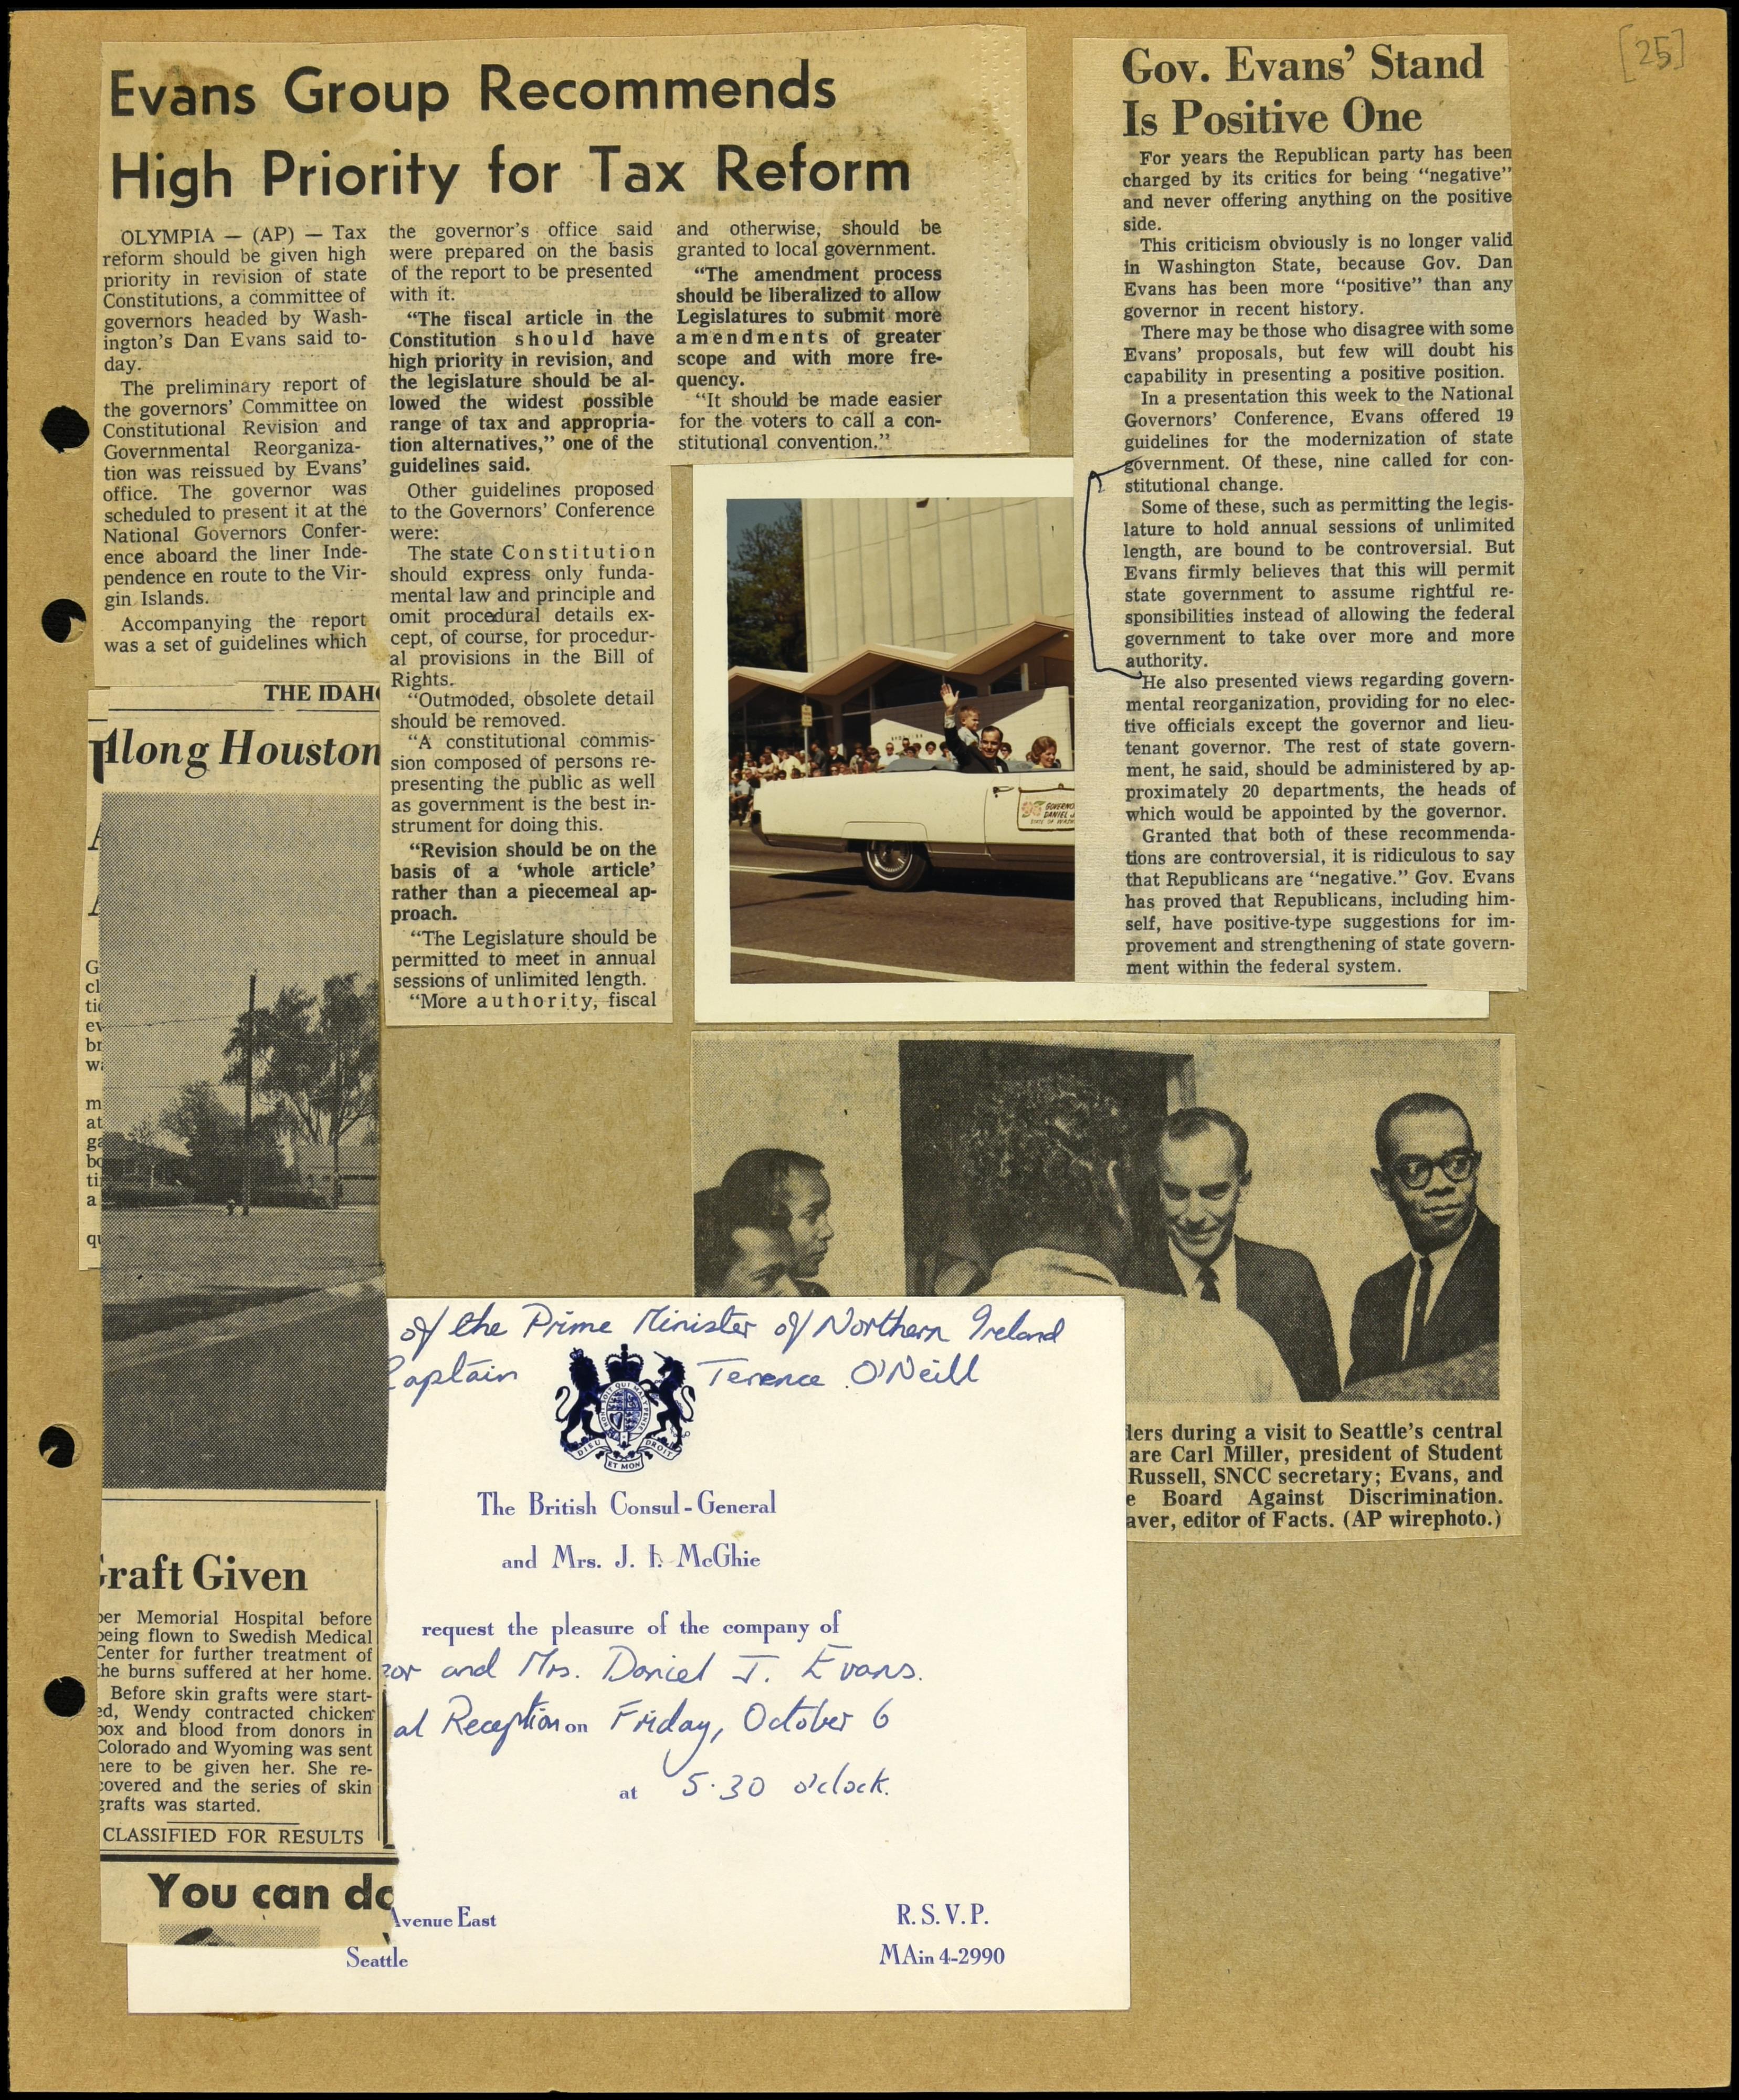 [25]
Evans Group Recommends
High Priority for Tax Reform
OLYMPIA — (AP) — Tax
reform should be given high
priority in revision of state
Constitutions, a committee of
governors headed by Wash-
ington's Dan Evans said to-
day.
The preliminary report of
the governors' Committee on
Constitutional Revision and
Governmental Reorganiza-
tion was reissued by Evans'
office. The governor was
scheduled to present it at the
National Governors Confer-
ence aboard the liner Inde-
pendence en route to the Vir-
gin Islands.
Accompanying the report
was a set of guidelines which
the governor's office said
were prepared on the basis
of the report to be presented
with it.
"The fiscal article in the
Constitution should have
high priority in revision, and
the legislature should be al-
lowed the widest possible
range of tax and appropria-
tion alternatives," one of the
guidelines said.
Other guidelines proposed
to the Governors' Conference
were:
The state Constitution
should express only funda-
mental law and principle and
omit procedural details ex-
cept, of course, for procedur-
al provisions in the Bill of
Rights.
"Outmoded, obsolete detail
should be removed.
"A constitutional commis-
sion composed of persons re-
presenting the public as well
as government is the best in-
strument for doing this.
"Revision should be on the
basis of a 'whole article'
rather than a piecemeal ap-
proach.
"The Legislature should be
permitted to meet in annual
sessions of unlimited length.
"More authority, fiscal
and otherwise, should be
granted to local government.
"The amendment process
should be liberalized to allow
Legislatures to submit more
amendments of greater
scope and with more fre-
quency.
"It should be made easier
for the voters to call a con-
stitutional convention."
Gov. Evans' Stand
Is Positive One
For years the Republican party has been
charged by its critics for being "negative"
and never offering anything on the positive
side.
This criticism obviously is no longer valid
in Washington State, because Gov. Dan
Evans has been more "positive" than any
governor in recent history.
There may be those who disagree with some
Evans' proposals, but few will doubt his
capability in presenting a positive position.
In a presentation this week to the National
Governors' Conference, Evans offered 19
guidelines for the modernization of state
government. Of these, nine called for con-
stitutional change.
Some of these, such as permitting the legis-
lature to hold annual sessions of unlimited
length, are bound to be controversial. But
Evans firmly believes that this will permit
state government to assume rightful re-
sponsibilities instead of allowing the federal
government to take over more and more
authority.
He also presented views regarding govern-
mental reorganization, providing for no elec-
tive officials except the governor and lieu-
tenant governor. The rest of state govern-
ment, he said, should be administered by ap-
proximately 20 departments, the heads of
which would be appointed by the governor.
Granted that both of these recommenda-
tions are controversial, it is ridiculous to say
that Republicans are "negative." Gov. Evans
has proved that Republicans, including him-
self, have positive-type suggestions for im-
provement and strengthening of state govern-
ment within the federal system.
GOVERNO
DANIEL J
STATE OF WASH
THE IDAHO
Along Houston
G
cl
ti
ev
br
wi
m
at
ga
bo
ti
a
qu
lers during a visit to Seattle's central
are Carl Miller, president of Student
Russell, SNCC secretary; Evans, and
e Board Against Discrimination.
aver, editor of Facts. (AP wirephoto.)
of the Prime Minister of Northern Ireland
Captain Terence O'Neill
DIEU ET MON DROIT
The British Consul-General
and Mrs. J. F. McGhie
request the pleasure of the company of
nor and Mrs. Daniel J. Evans.
at Reception on Friday, October 6
at 5.30 o'clock.
Avenue East
Seattle
R.S.V.P.
MAin 4-2990
Graft Given
per Memorial Hospital before
being flown to Swedish Medical
Center for further treatment of
the burns suffered at her home.
Before skin grafts were start-
ed, Wendy contracted chicken
pox and blood from donors in
Colorado and Wyoming was sent
here to be given her. She re-
covered and the series of skin
grafts was started.
CLASSIFIED FOR RESULTS
You can do